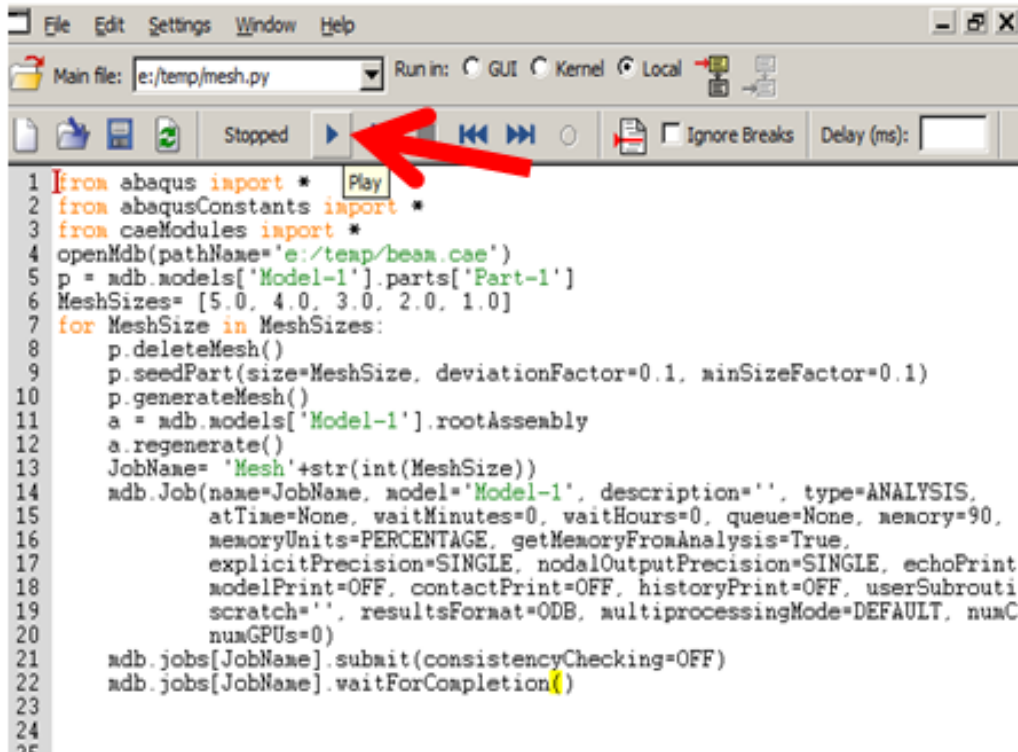 File Edit Settings Window Help
Main file: e:/temp/mesh.py Run in: GUI Kernel Local
Stopped Ignore Breaks Delay (ms):
Play
1 from abaqus import *
2 from abaqusConstants import *
3 from caeModules import *
4 openMdb(pathName='e:/temp/beam.cae')
5 p = mdb.models['Model-1'].parts['Part-1']
6 MeshSizes= [5.0, 4.0, 3.0, 2.0, 1.0]
7 for MeshSize in MeshSizes:
8 p.deleteMesh()
9 p.seedPart(size=MeshSize, deviationFactor=0.1, minSizeFactor=0.1)
10 p.generateMesh()
11 a = mdb.models['Model-1'].rootAssembly
12 a.regenerate()
13 JobName= 'Mesh'+str(int(MeshSize))
14 mdb.Job(name=JobName, model='Model-1', description='', type=ANALYSIS,
15 atTime=None, waitMinutes=0, waitHours=0, queue=None, memory=90,
16 memoryUnits=PERCENTAGE, getMemoryFromAnalysis=True,
17 explicitPrecision=SINGLE, nodalOutputPrecision=SINGLE, echoPrint
18 modelPrint=OFF, contactPrint=OFF, historyPrint=OFF, userSubrouti
19 scratch='', resultsFormat=ODB, multiprocessingMode=DEFAULT, numC
20 numGPUs=0)
21 mdb.jobs[JobName].submit(consistencyChecking=OFF)
22 mdb.jobs[JobName].waitForCompletion()
23
24
25